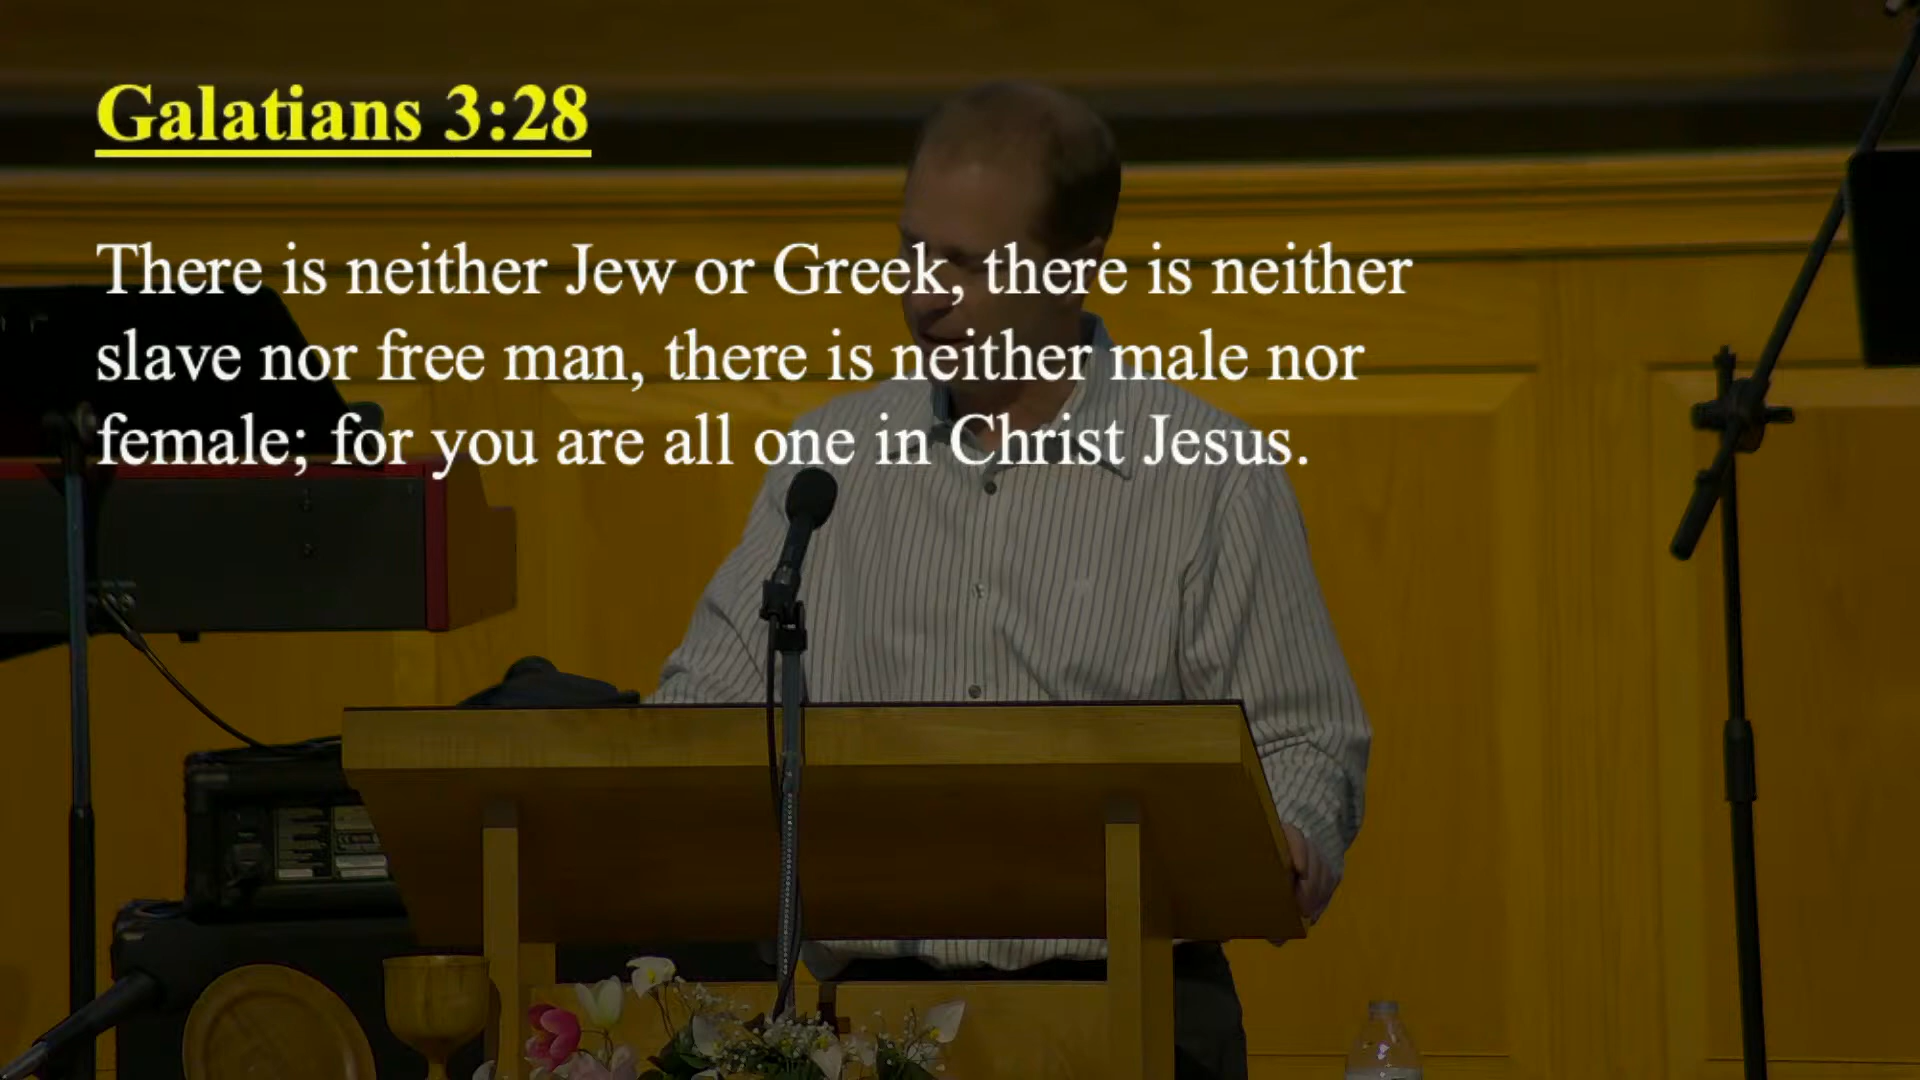 Galatians 3:28
There is neither Jew or Greek, there is neither
slave nor free man, there is neither male nor
female; for you are all one in Christ Jesus.